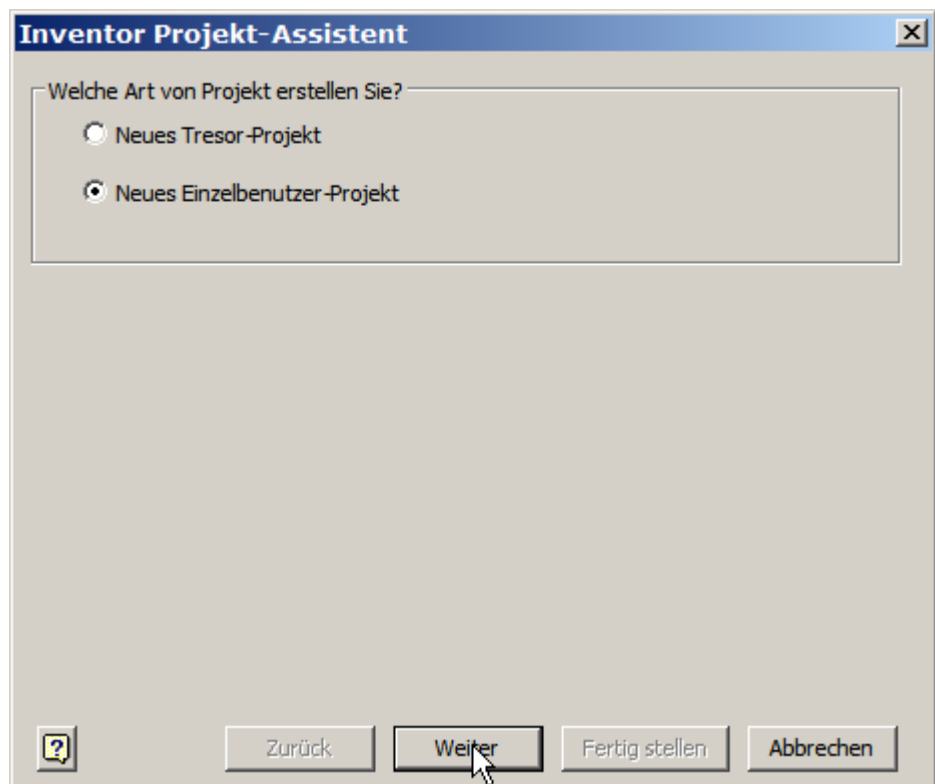 Inventor Projekt-Assistent
Welche Art von Projekt erstellen Sie?
Neues Tresor-Projekt
Neues Einzelbenutzer-Projekt
? Zurück Weiter Fertig stellen Abbrechen